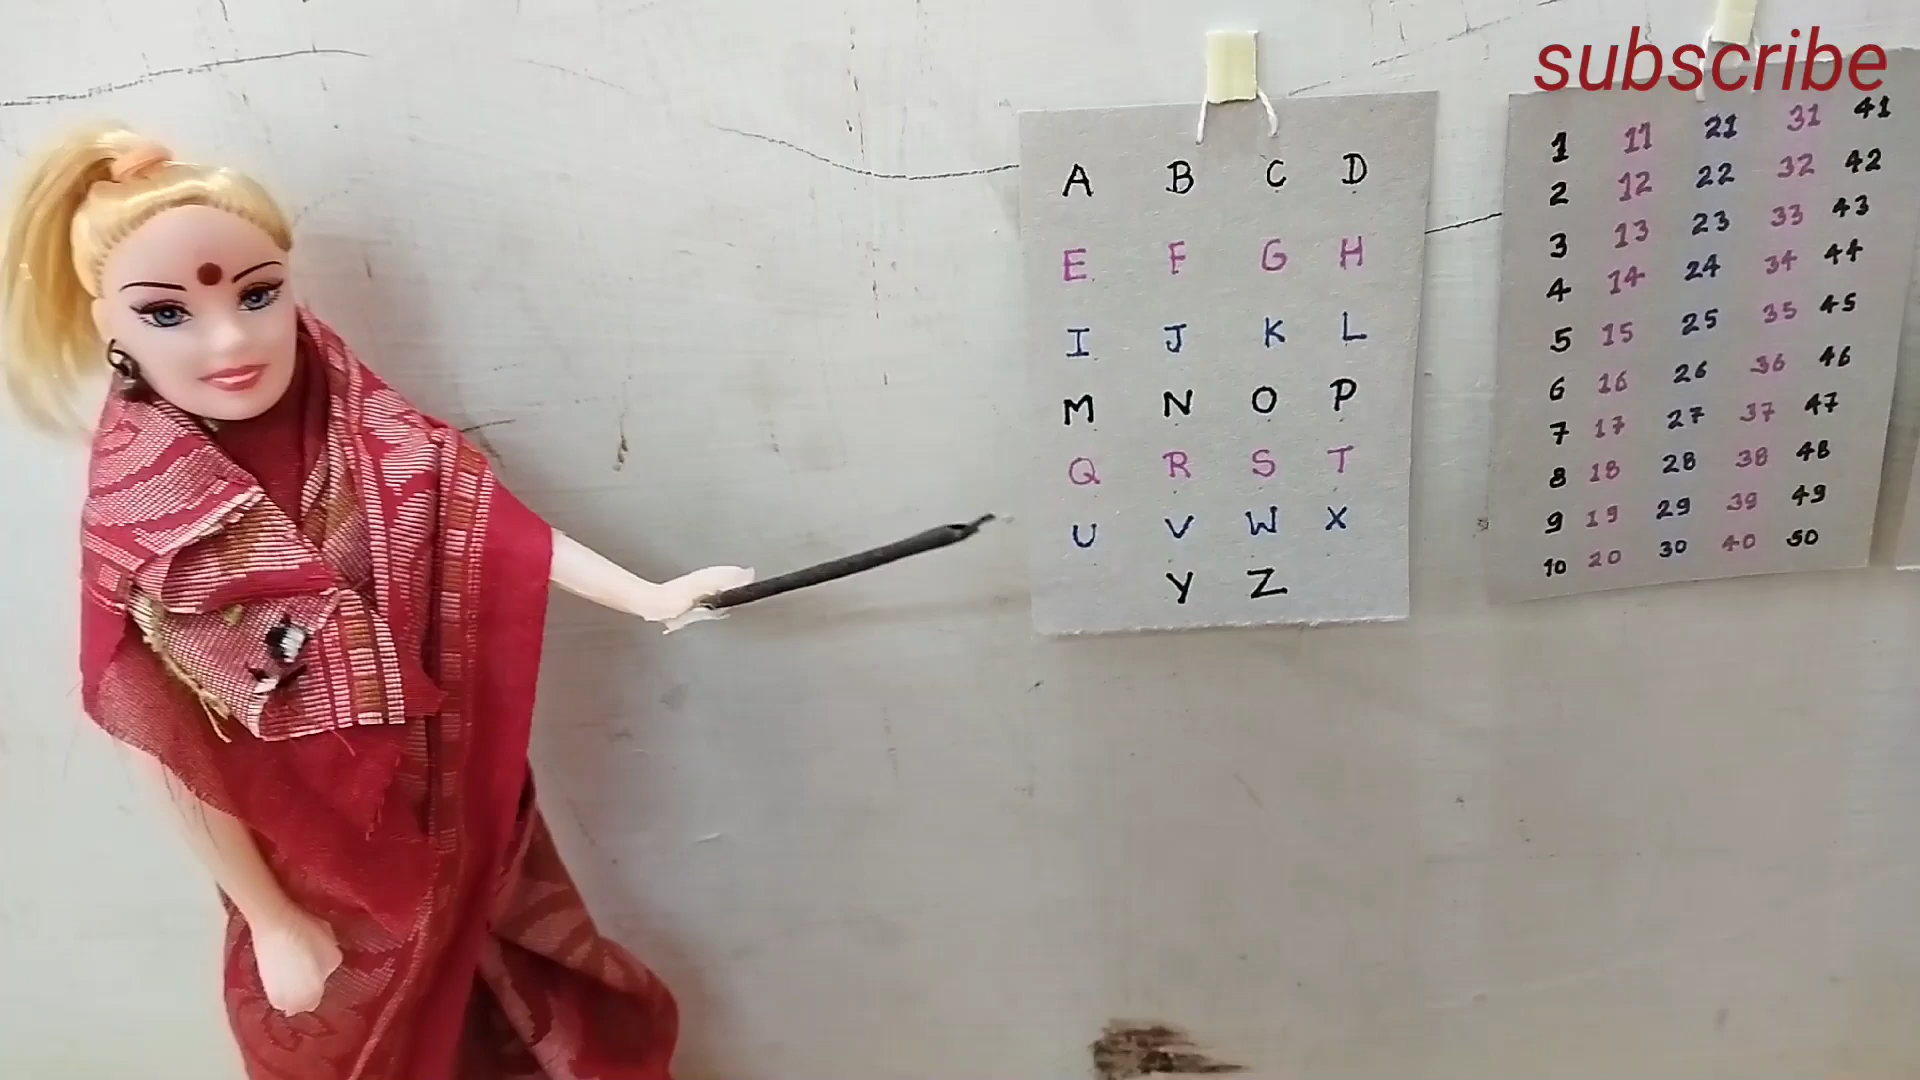 subscribe
A B C D
E F G H
I J K L
M N O P
Q R S T
U V W X
Y Z
1 11 21 31 41
2 12 22 32 42
3 13 23 33 43
4 14 24 34 44
5 15 25 35 45
6 16 26 36 46
7 17 27 37 47
8 18 28 38 48
9 19 29 39 49
10 20 30 40 50